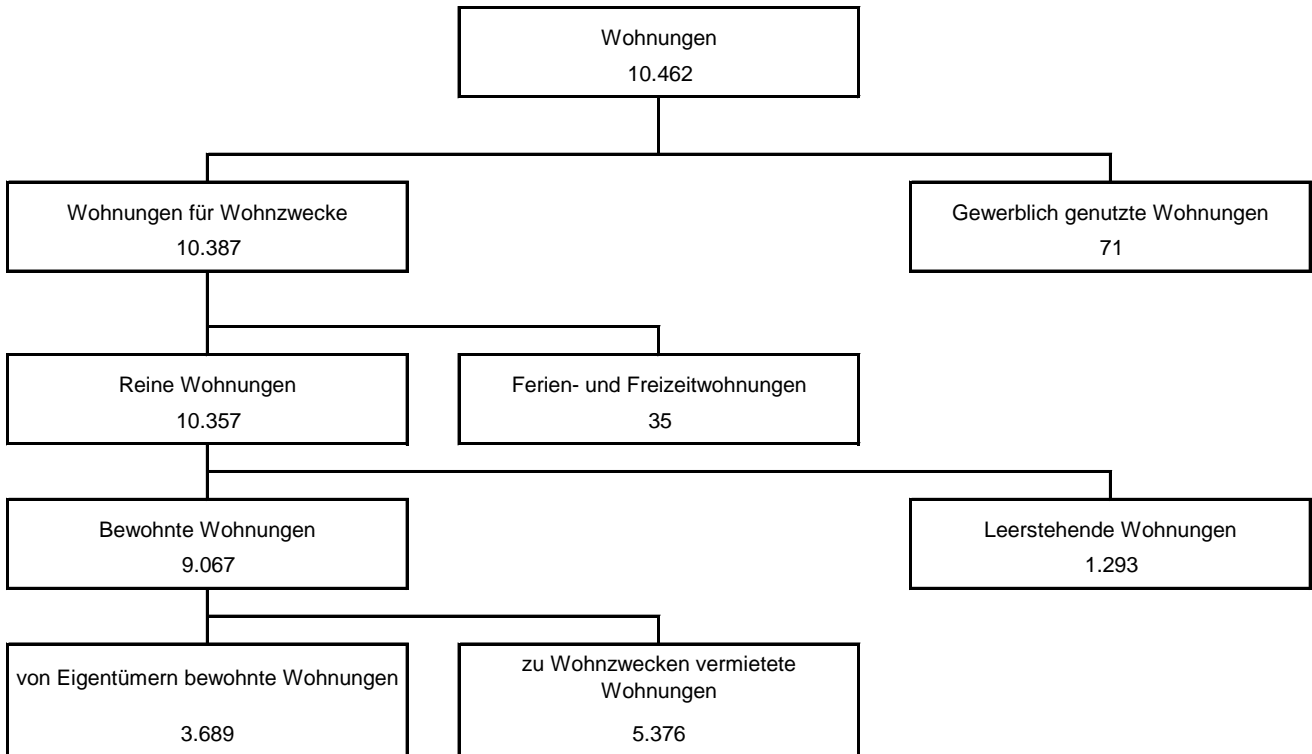 Wohnungen
10.462
Wohnungen für Wohnzwecke
10.387
Gewerblich genutzte Wohnungen
71
Reine Wohnungen
10.357
Ferien- und Freizeitwohnungen
35
Bewohnte Wohnungen
9.067
Leerstehende Wohnungen
1.293
von Eigentümern bewohnte Wohnungen
3.689
zu Wohnzwecken vermietete
Wohnungen
5.376